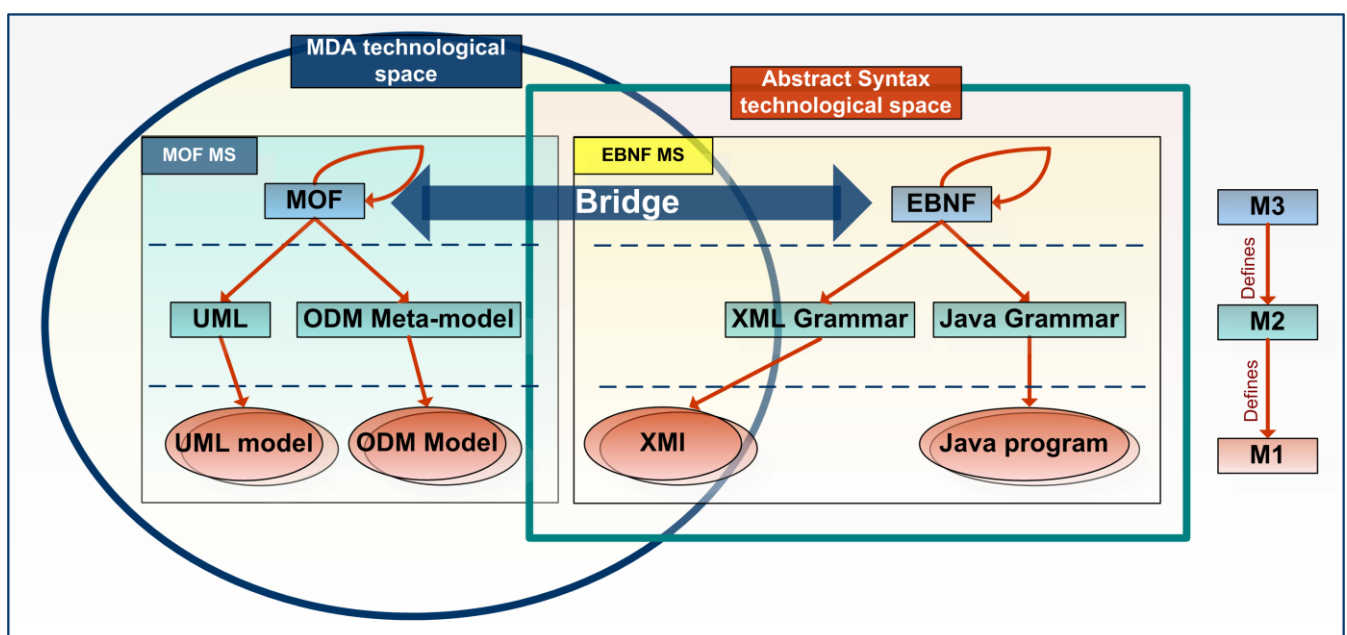 MDA technological
space
Abstract Syntax
technological space
MOF MS
EBNF MS
MOF
Bridge
EBNF
M3
Defines
UML
ODM Meta-model
XML Grammar
Java Grammar
M2
Defines
UML model
ODM Model
XMI
Java program
M1